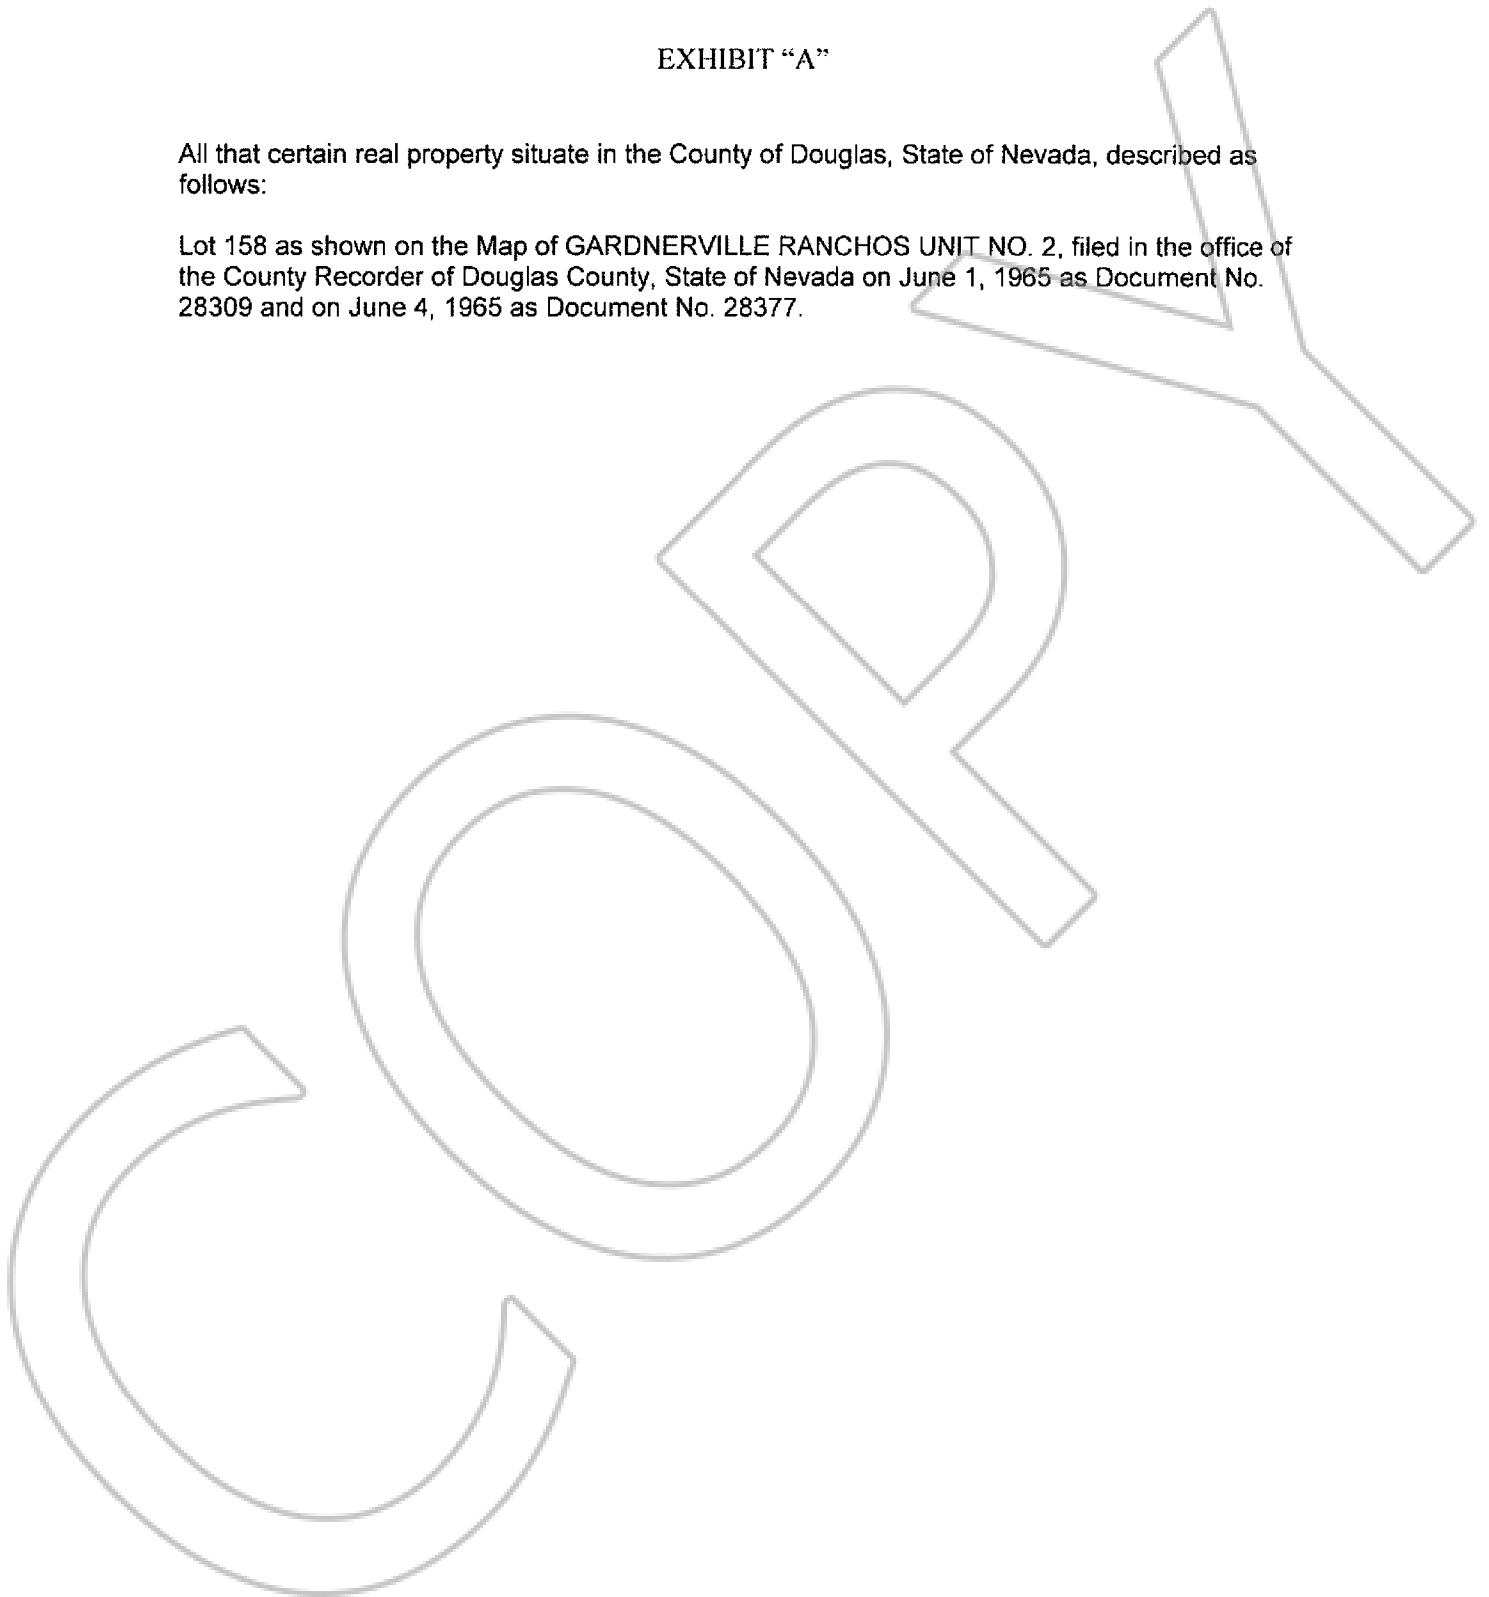 EXHIBIT “A”
All that certain real property situate in the County of Douglas, State of Nevada, described as
follows:
Lot 158 as shown on the Map of GARDNERVILLE RANCHOS UNIT NO. 2, filed in the office of
the County Recorder of Douglas County, State of Nevada on June 1, 1965 as Document No.
28309 and on June 4, 1965 as Document No. 28377.
COPY